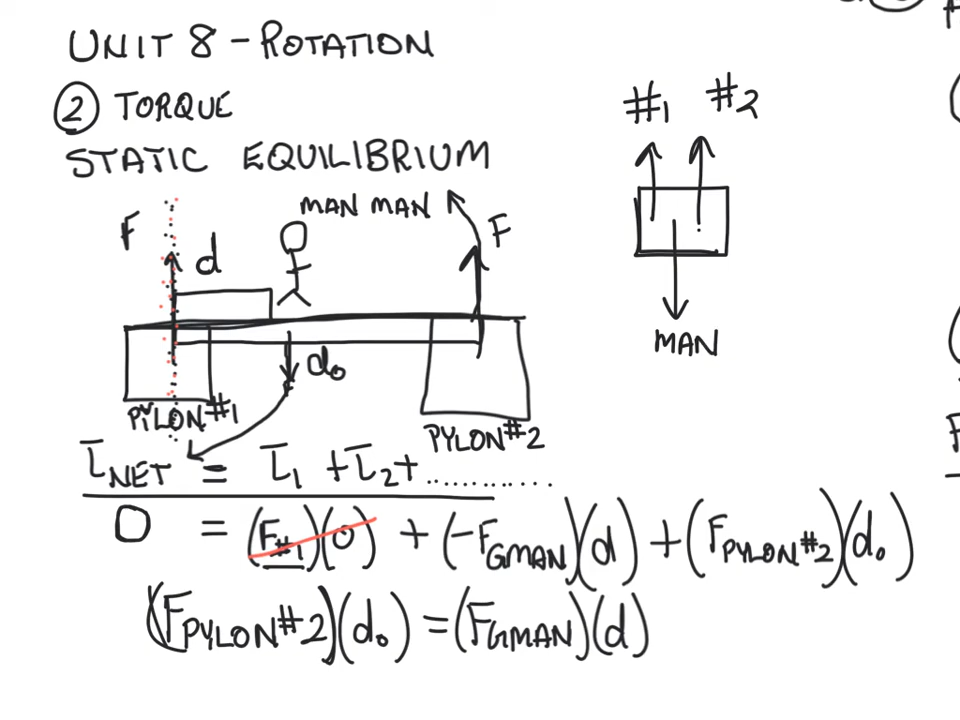 UNIT 8 - ROTATION
② TORQUE
STATIC EQUILIBRIUM
#1 #2
MAN MAN
F
d
F
MAN
d₀
PYLON #1
PYLON #2
τNET = τ1 + τ2 + ............
0 = (F#1)(0) + (-FGMAN)(d) + (FPYLON#2)(d₀)
(FPYLON#2)(d₀) = (FGMAN)(d)